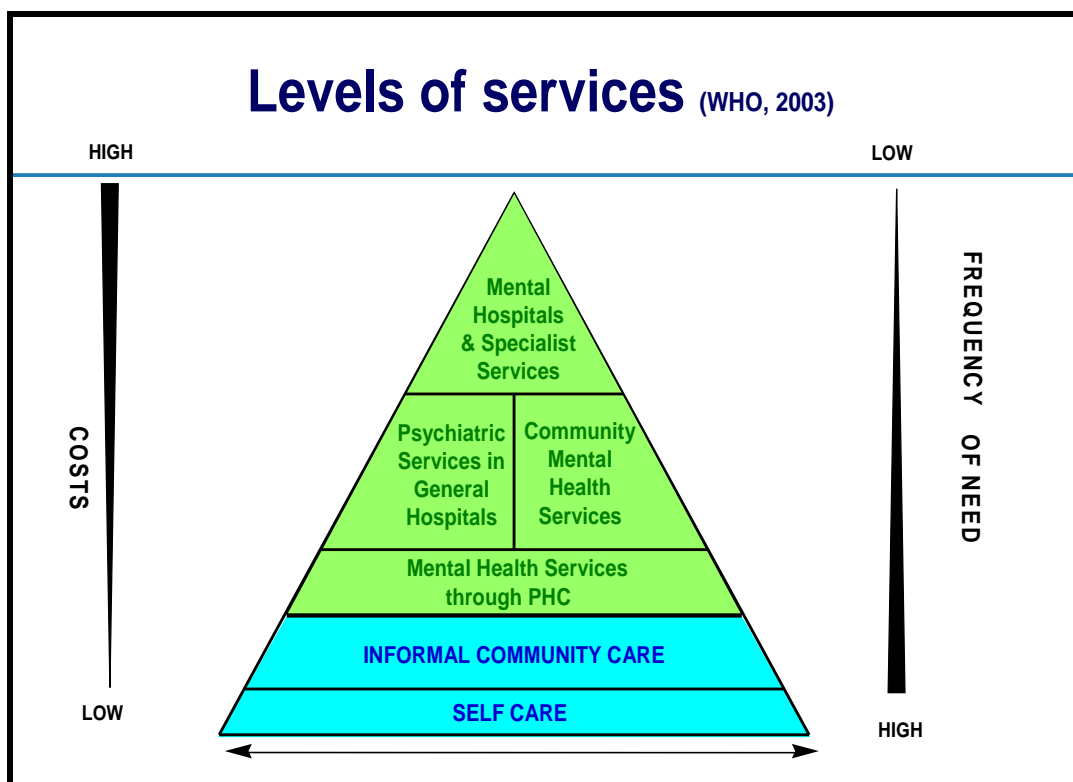 Levels of services (WHO, 2003)
HIGH
LOW
Mental
Hospitals
& Specialist
Services
Psychiatric
Services in
General
Hospitals
Community
Mental
Health
Services
Mental Health Services
through PHC
INFORMAL COMMUNITY CARE
SELF CARE
COSTS
FREQUENCY OF NEED
LOW
HIGH